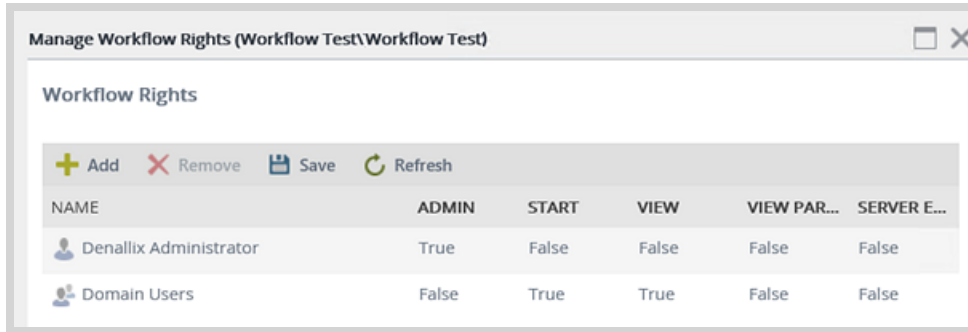 Manage Workflow Rights (Workflow Test\Workflow Test)
Workflow Rights
Add Remove Save Refresh
NAME ADMIN START VIEW VIEW PAR... SERVER E...
Denallix Administrator True False False False False
Domain Users False True True False False